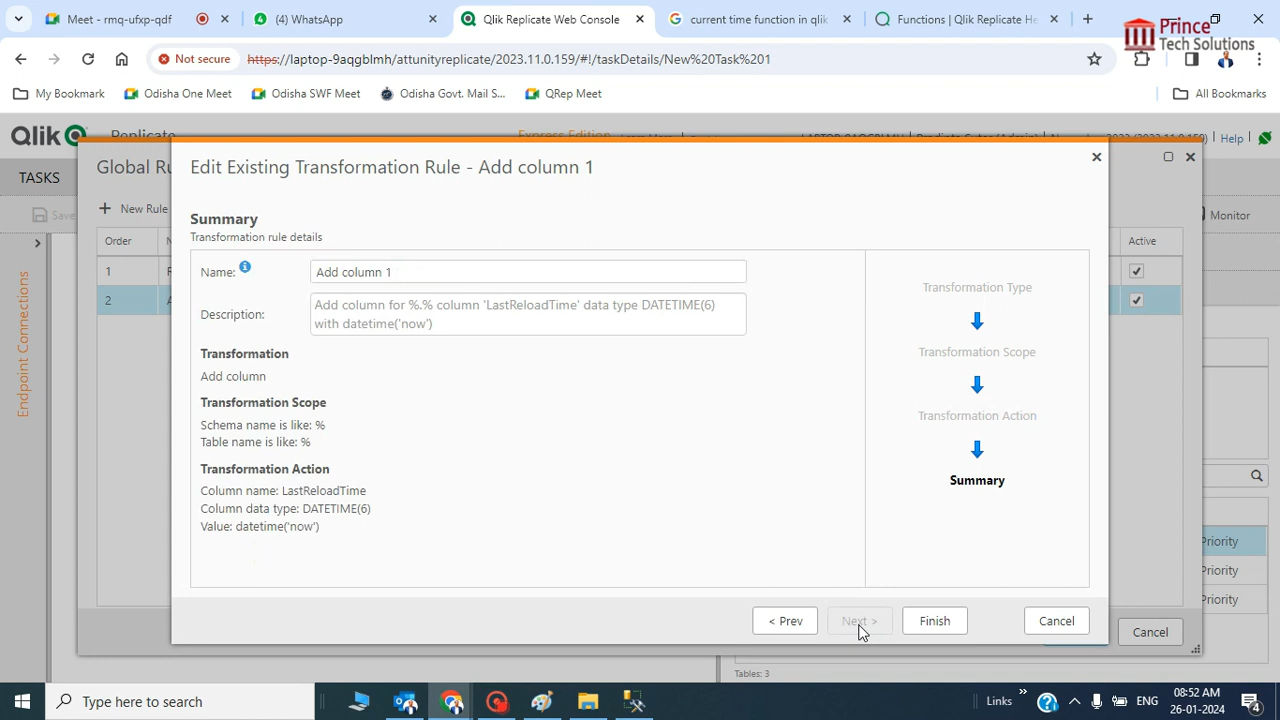 Meet - rmq-ufxp-qdf
(4) WhatsApp
Qlik Replicate Web Console
current time function in qlik
Functions | Qlik Replicate He
Prince
Tech Solutions
Not secure
https://laptop-9aqgblmh/attunityreplicate/2023.11.0.159/#!/taskDetails/New%20Task%201
My Bookmark
Odisha One Meet
Odisha SWF Meet
Odisha Govt. Mail S...
QRep Meet
All Bookmarks
Qlik Replicate
Express Edition
Help
TASKS
Global Ru
Edit Existing Transformation Rule - Add column 1
Save
New Rule
Monitor
Summary
Transformation rule details
Order
Active
1
2
Name:
Add column 1
Description:
Add column for %.% column 'LastReloadTime' data type DATETIME(6)
with datetime('now')
Transformation
Add column
Transformation Scope
Schema name is like: %
Table name is like: %
Transformation Action
Column name: LastReloadTime
Column data type: DATETIME(6)
Value: datetime('now')
Transformation Type
Transformation Scope
Transformation Action
Summary
Endpoint Connections
Priority
Priority
Priority
< Prev
Next >
Finish
Cancel
Cancel
Tables: 3
Type here to search
Links
ENG
08:52 AM
26-01-2024
4